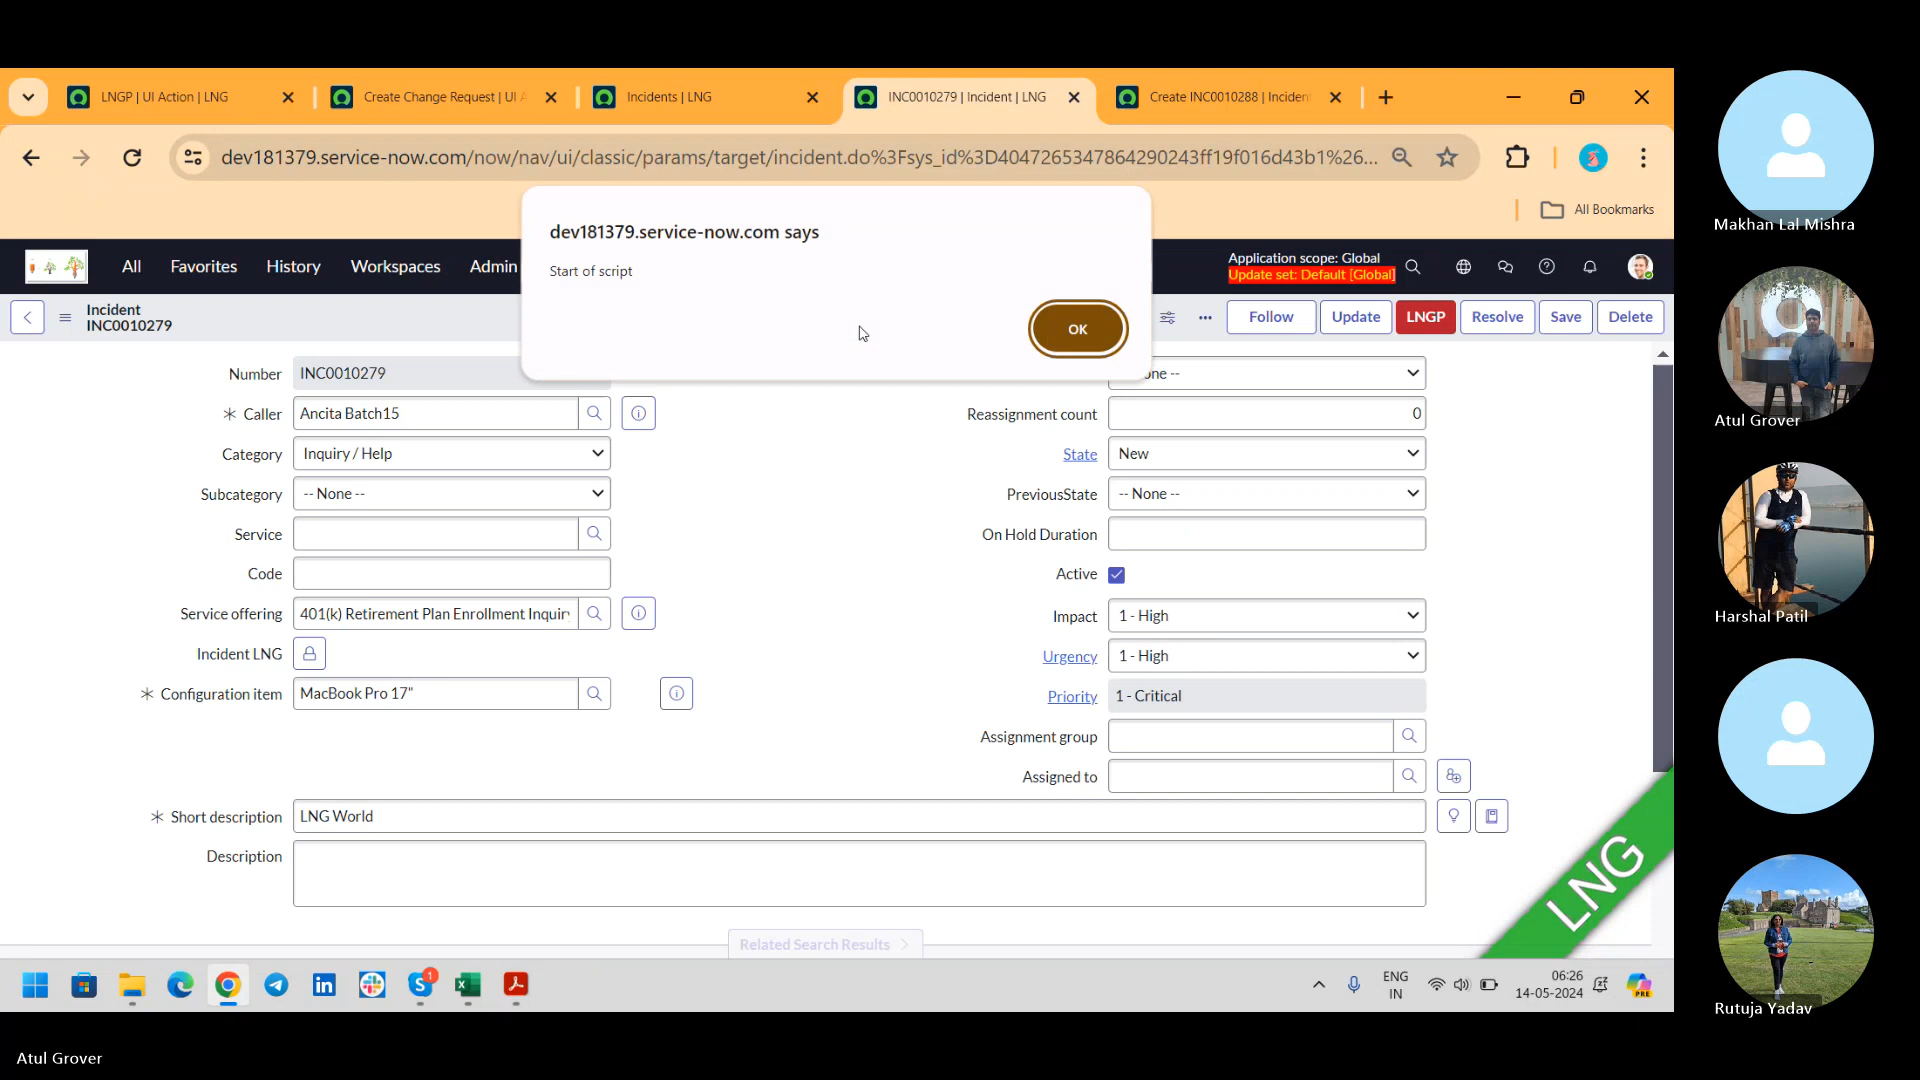 LNGP | UI Action | LNG
Create Change Request | UI A
Incidents | LNG
INC0010279 | Incident | LNG
Create INC0010288 | Inciden
dev181379.service-now.com/now/nav/ui/classic/params/target/incident.do%3Fsys_id%3D4047265347864290243ff19f016d43b1%26...
All Bookmarks
dev181379.service-now.com says
Start of script
OK
All
Favorites
History
Workspaces
Admin
Application scope: Global
Update set: Default [Global]
Incident
INC0010279
Follow
Update
LNGP
Resolve
Save
Delete
Number
INC0010279
one --
Caller
Ancita Batch15
Reassignment count
0
Category
Inquiry / Help
State
New
Subcategory
-- None --
PreviousState
-- None --
Service
On Hold Duration
Code
Active
Service offering
401(k) Retirement Plan Enrollment Inquir
Impact
1 - High
Incident LNG
Urgency
1 - High
Configuration item
MacBook Pro 17"
Priority
1 - Critical
Assignment group
Assigned to
Short description
LNG World
Description
LNG
Related Search Results
1
ENG
IN
06:26
14-05-2024
PRE
Makhan Lal Mishra
Atul Grover
Harshal Patil
Rutuja Yadav
Atul Grover